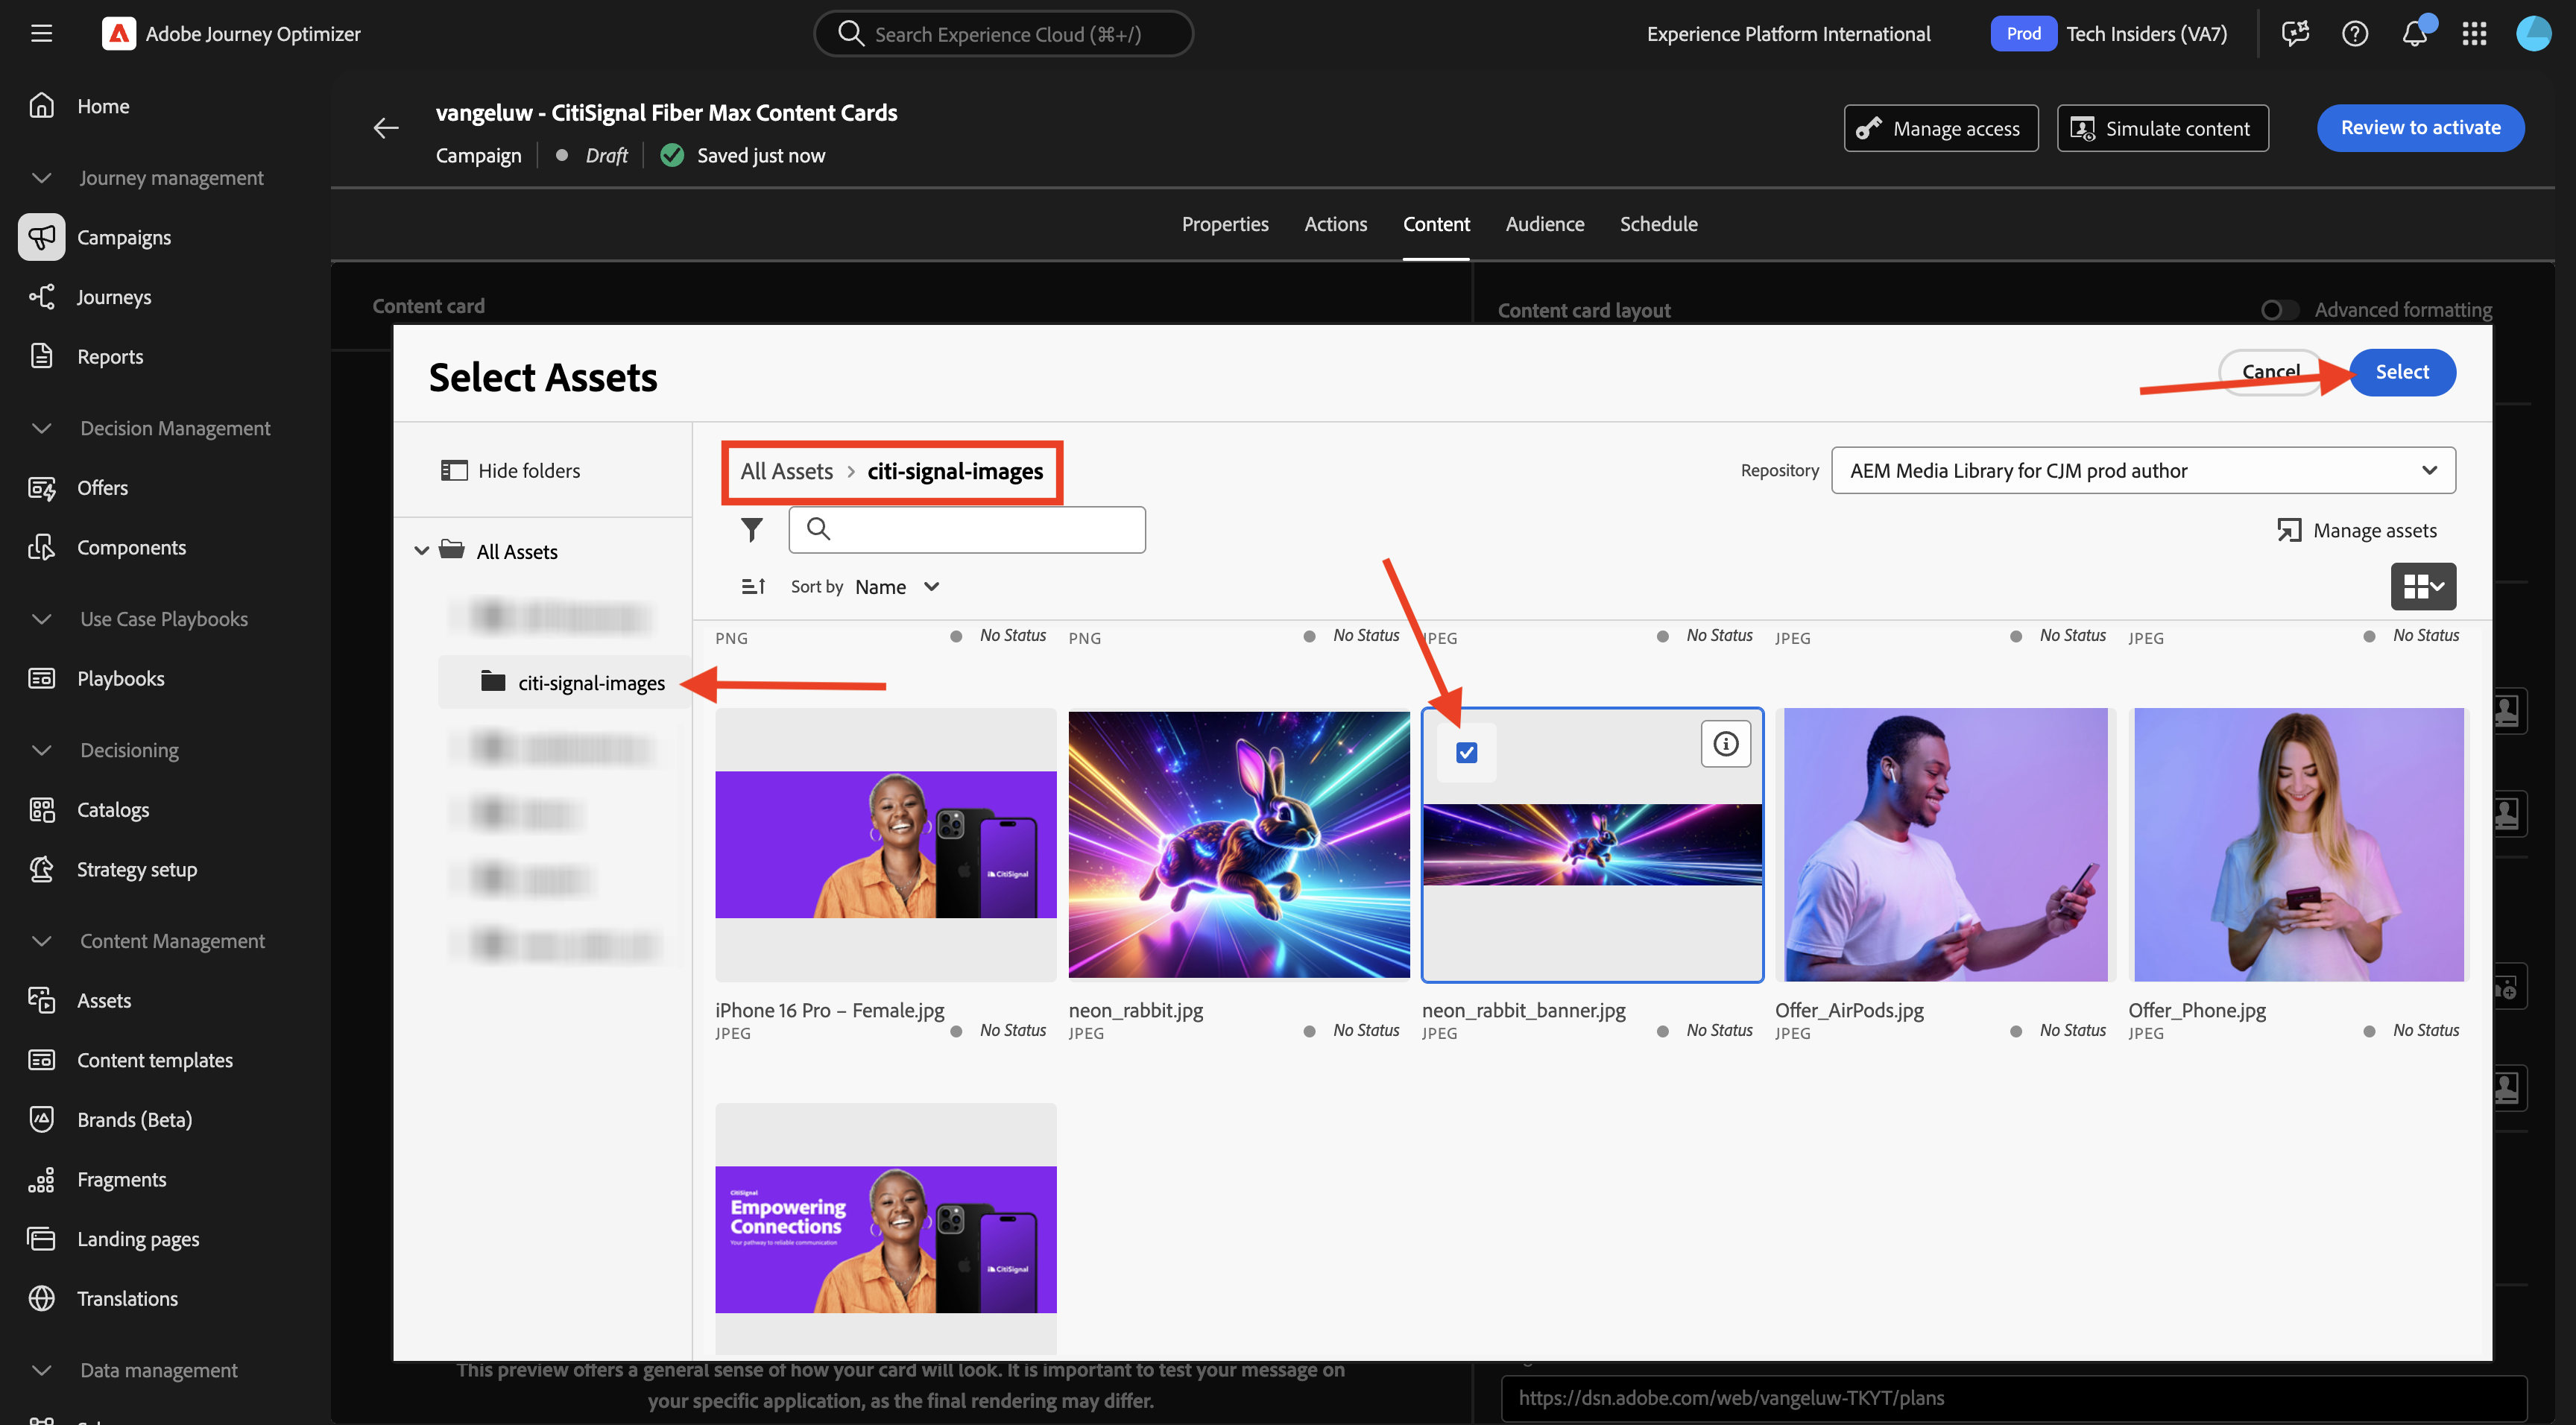 Adobe Journey Optimizer
Search Experience Cloud (⌘+/)
Experience Platform International
Prod
Tech Insiders (VA7)
Home
Journey management
Campaigns
Journeys
Reports
Decision Management
Offers
Components
Use Case Playbooks
Playbooks
Decisioning
Catalogs
Strategy setup
Content Management
Assets
Content templates
Brands (Beta)
Fragments
Landing pages
Translations
Data management
vangeluw - CitiSignal Fiber Max Content Cards
Campaign
Draft
Saved just now
Manage access
Simulate content
Review to activate
Properties
Actions
Content
Audience
Schedule
Content card
Content card layout
Advanced formatting
Select Assets
Cancel
Select
Hide folders
All Assets
citi-signal-images
All Assets > citi-signal-images
Repository
AEM Media Library for CJM prod author
Manage assets
Sort by Name
PNG No Status
PNG No Status
JPEG No Status
JPEG No Status
JPEG No Status
CitiSignal
iPhone 16 Pro – Female.jpg
JPEG No Status
neon_rabbit.jpg
JPEG No Status
neon_rabbit_banner.jpg
JPEG No Status
Offer_AirPods.jpg
JPEG No Status
Offer_Phone.jpg
JPEG No Status
CitiSignal
Empowering
Connections
Your pathway to reliable communication
CitiSignal
This preview offers a general sense of how your card will look. It is important to test your message on
your specific application, as the final rendering may differ.
https://dsn.adobe.com/web/vangeluw-TKYT/plans